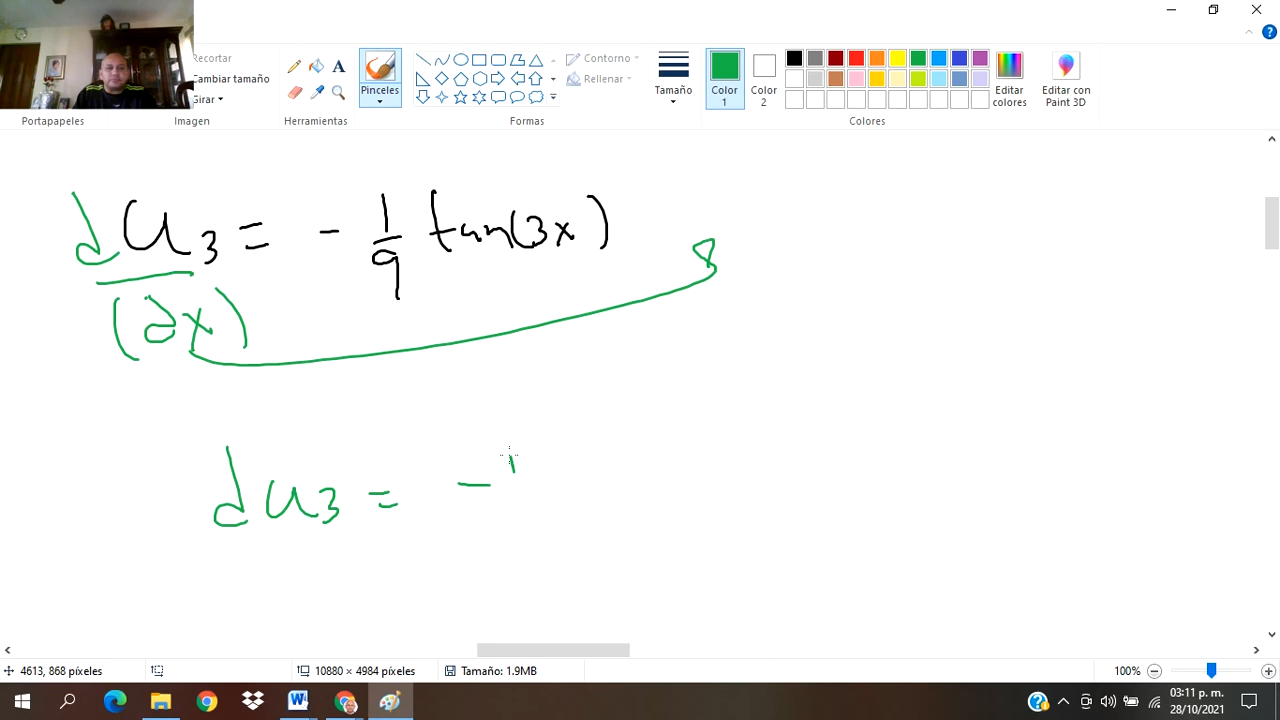 Recortar
Cambiar tamaño
Girar
Pinceles
Contorno
Rellenar
Tamaño
Color 1
Color 2
Editar colores
Editar con Paint 3D
Portapapeles
Imagen
Herramientas
Formas
Colores
dU₃ = - 1/9 tan(3x)
(dx)
du₃ = -
4613, 868 píxeles
10880 × 4984 píxeles
Tamaño: 1.9MB
100%
03:11 p. m.
28/10/2021